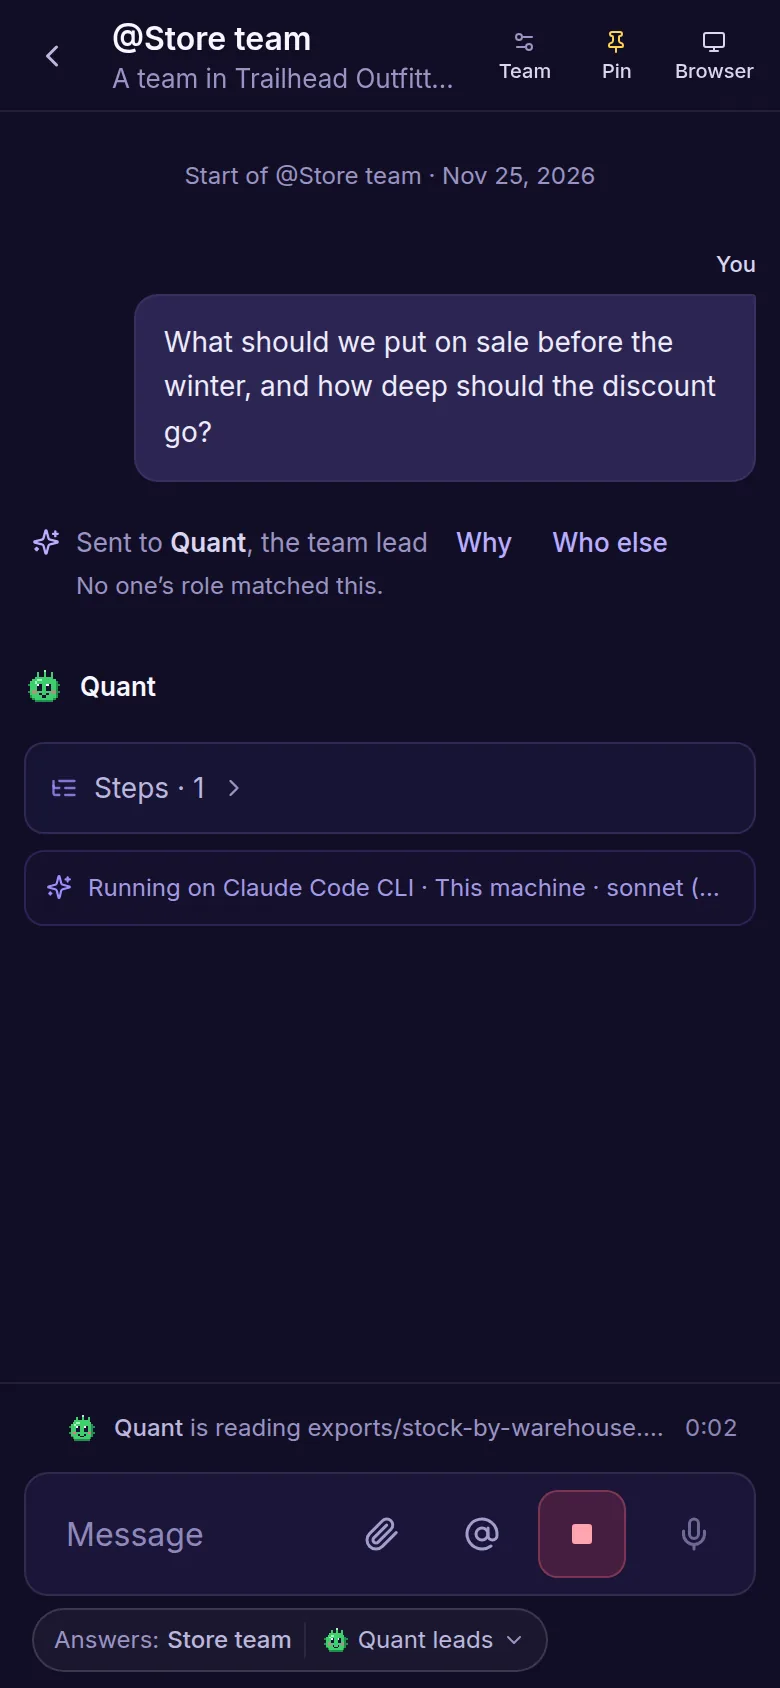 @Store team
A team in Trailhead Outfitt...
Team
Pin
Browser
Start of @Store team · Nov 25, 2026
You
What should we put on sale before the
winter, and how deep should the discount
go?
Sent to Quant, the team lead Why Who else
No one’s role matched this.
Quant
Steps · 1
Running on Claude Code CLI · This machine · sonnet (...
Quant is reading exports/stock-by-warehouse.... 0:02
Message
Answers: Store team Quant leads